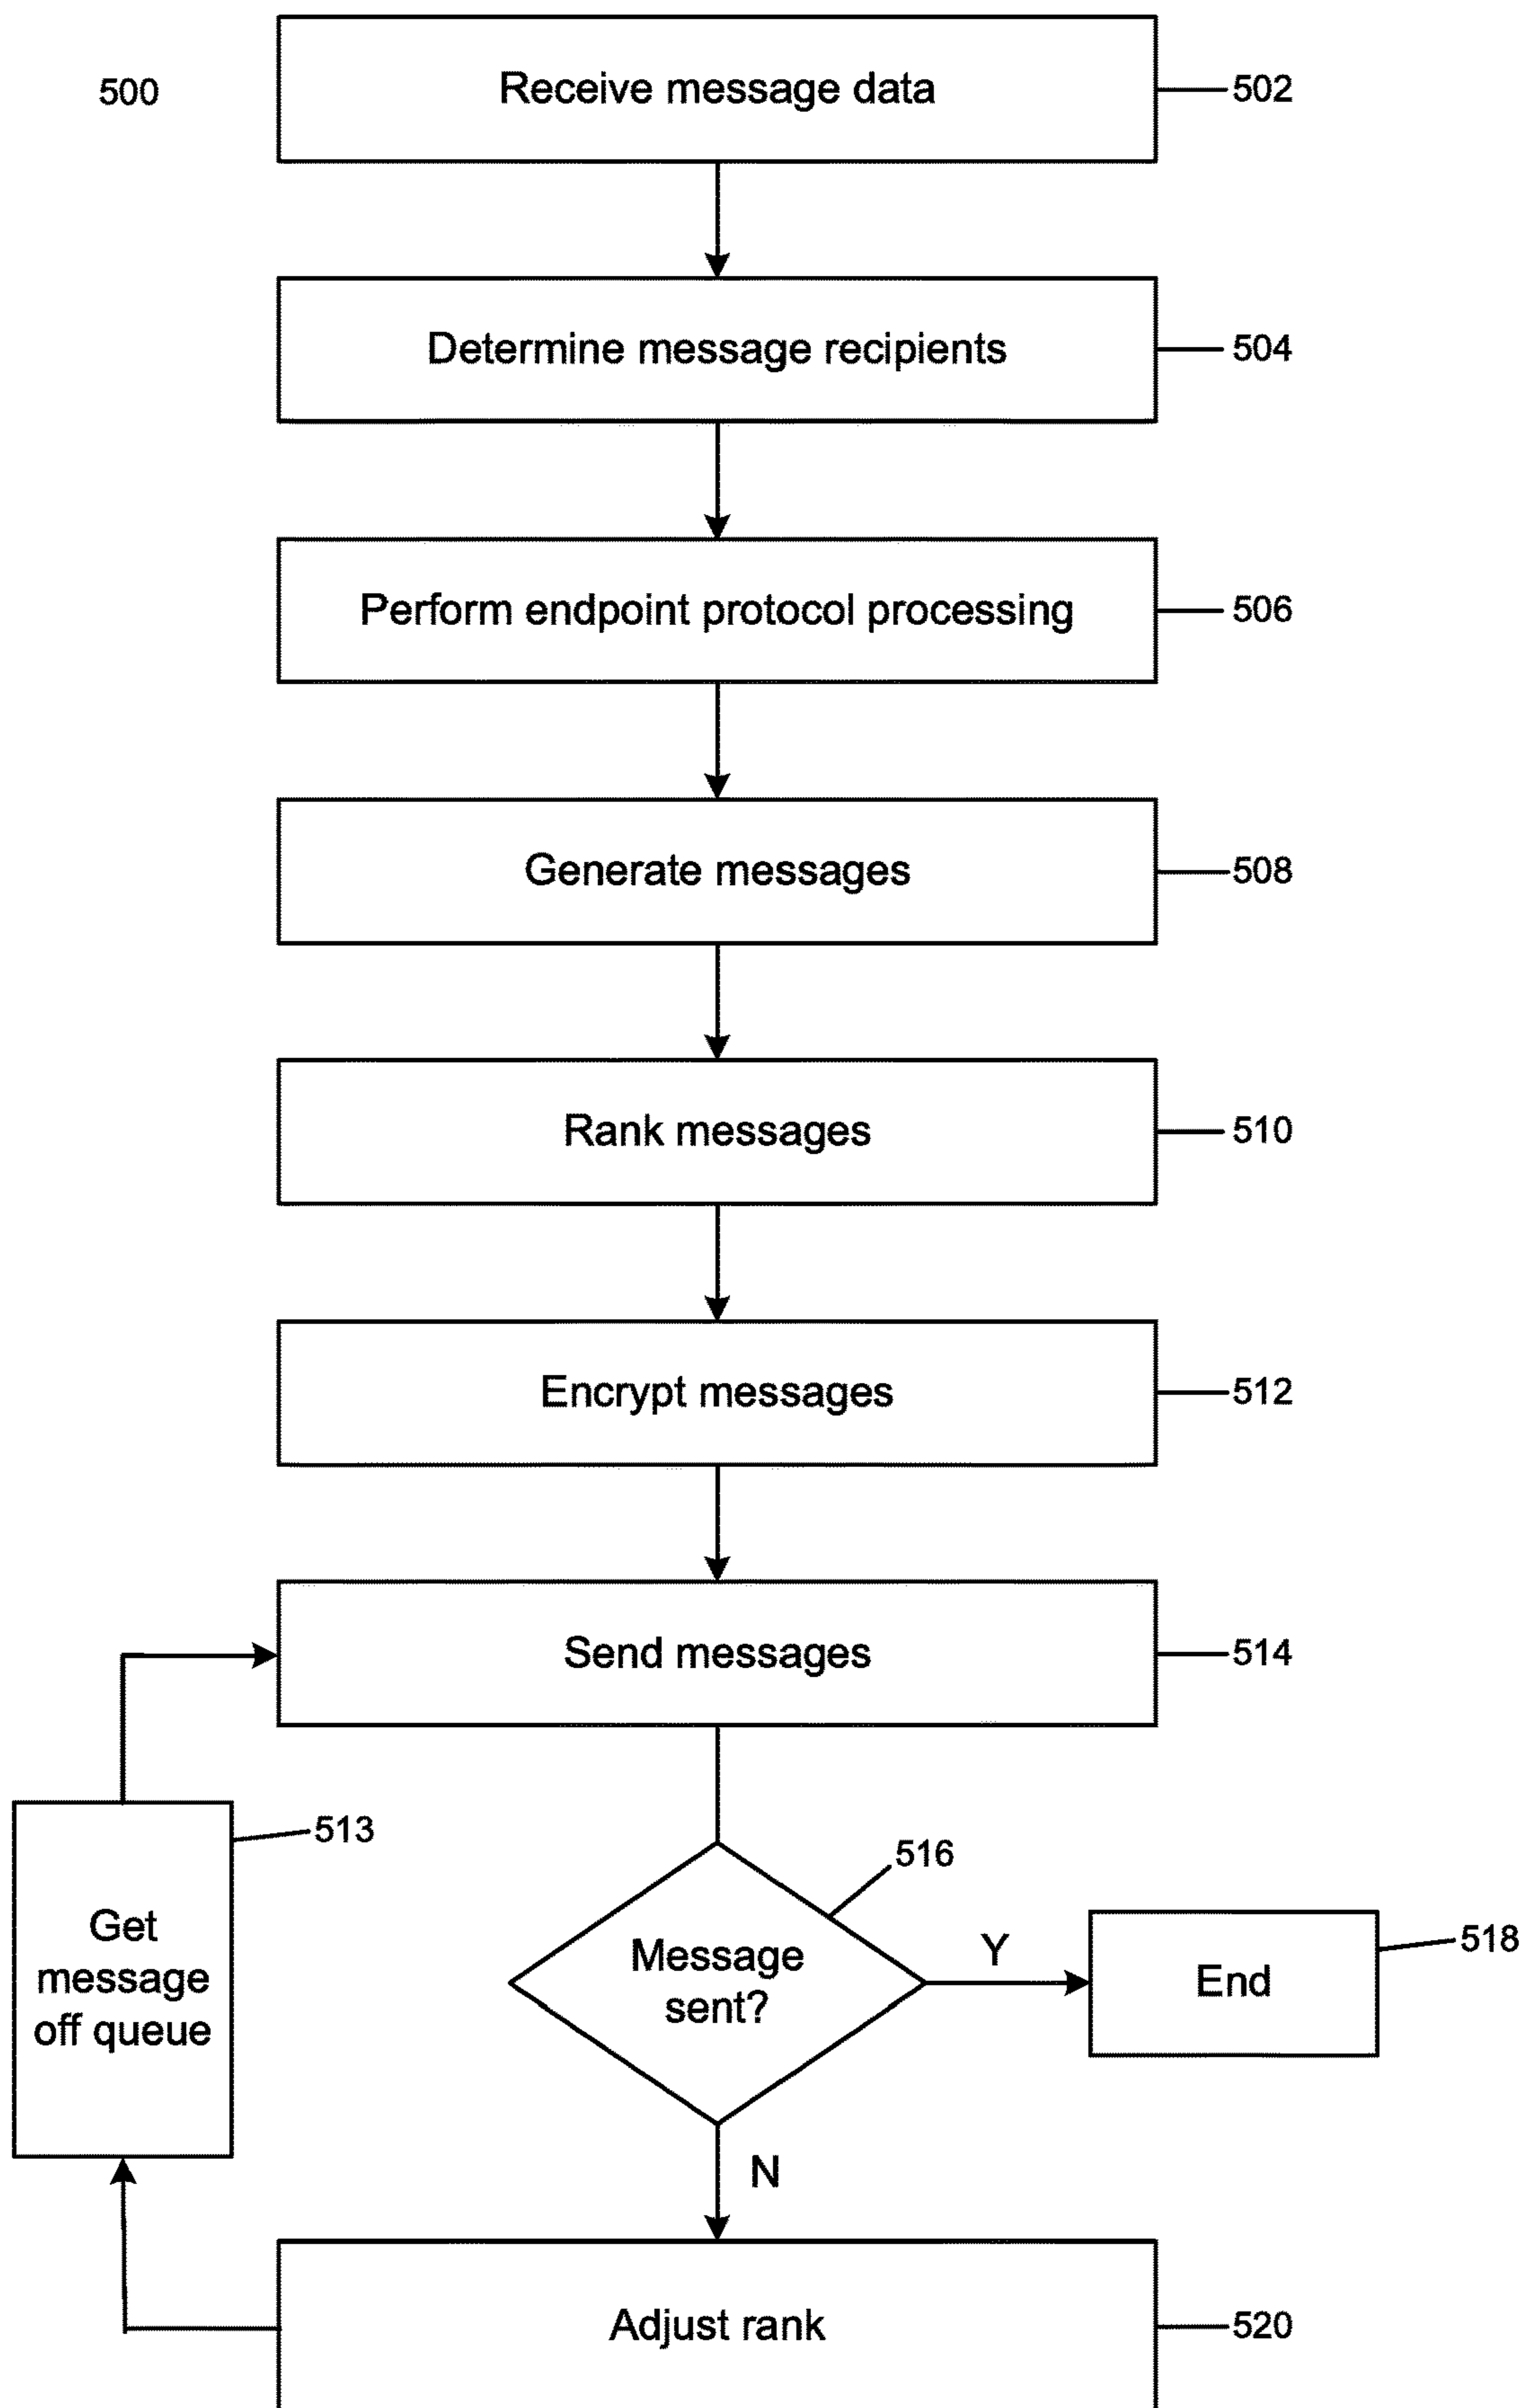 500
Receive message data
502
Determine message recipients
504
Perform endpoint protocol processing
506
Generate messages
508
Rank messages
510
Encrypt messages
512
Send messages
514
513
Get
message
off queue
516
Message
sent?
Y
End
518
N
Adjust rank
520